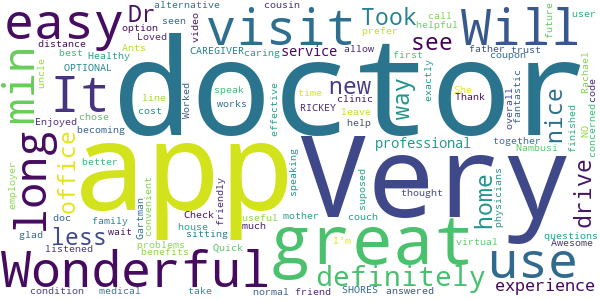 easy
Dr
alternative
cousin
visit
Will
option
seen
video
prefer
Took
distance
best
Loved
CAREGIVER
allow
call
helpful
future
user
Healthy
Ants
caring
service
father
trust
see
first
exactly
min
OPTIONAL
uncle
It
doctor
coupon
Worked
line
speak
RICKEY
new
way
She
Thank
Rachael
code
chose
cost
works
effective
time
clinic
leave
nice
overall
fantastic
NO
concerned
Enjoyed
becoming
help
together
finished
long
office
better
app
Very
professional
Nambusi
employer
doc
family
Gartman
convenient
house
Check
friendly
useful
speaking
supposed
thought
home
physicians
drive
less
glad
wait
sitting
much
mother
couch
listened
problems
benefits
Quick
great
I'm
virtual
questions
Awesome
Wonderful
definitely
use
experience
condition
medical
take
normal
friend
SHORES
answered